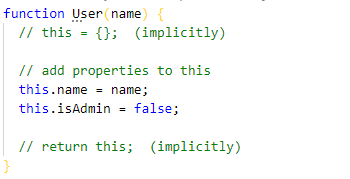 function User(name) {
// this = {};  (implicitly)
// add properties to this
this.name = name;
this.isAdmin = false;
// return this;  (implicitly)
}